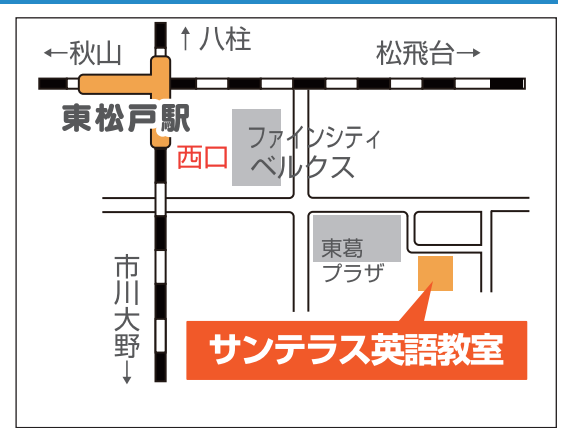 ↑八柱
←秋山
松飛台→
東松戸駅
西口
ファインシティ
ベルクス
東葛
プラザ
市川大野→
サンテラス英語教室